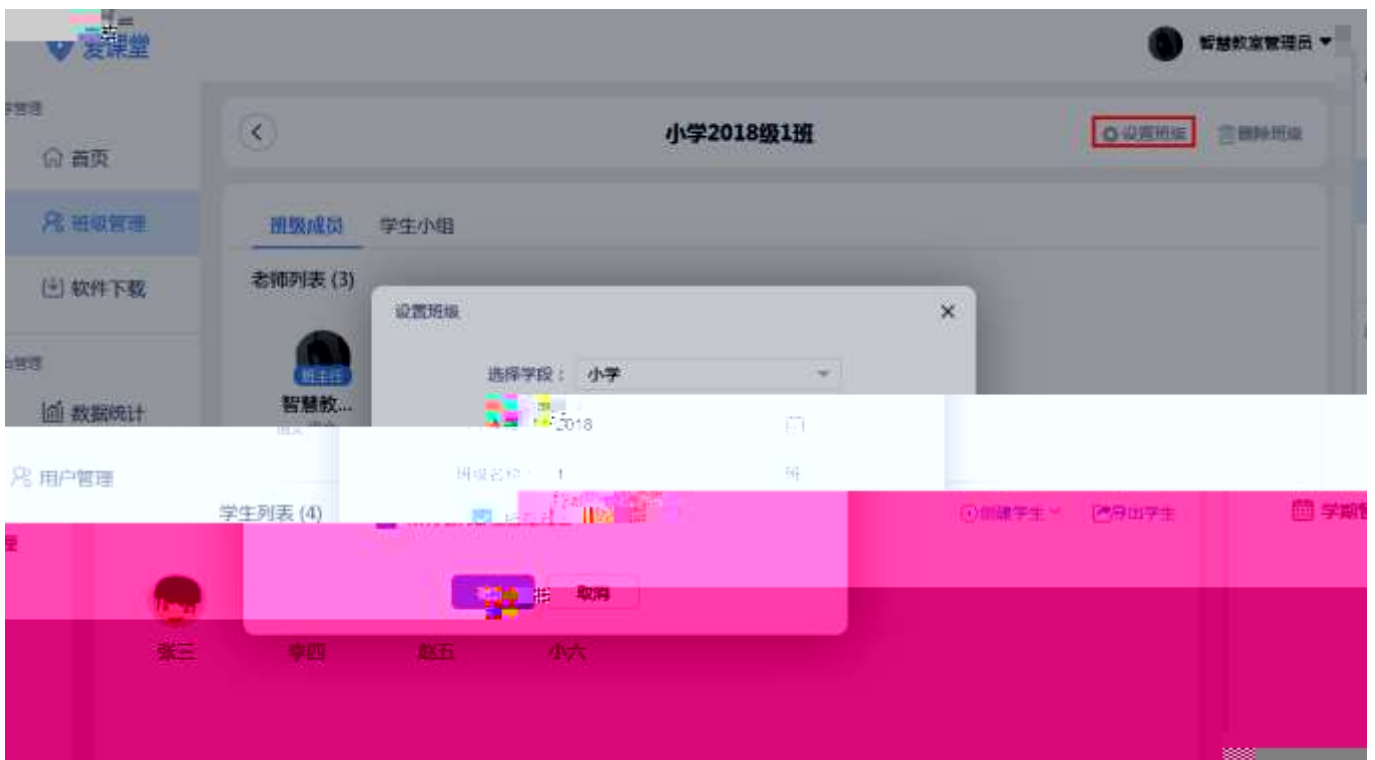 爱课堂
智慧教室管理员
首页
小学2018级1班
设置班级
删除班级
班级管理
班级成员
学生小组
软件下载
老师列表 (3)
设置班级
选择学段：
小学
班主任
智慧教...
数据统计
2018
用户管理
班级名称：
1
班
学生列表 (4)
创建学生
导出学生
取消
张三
李四
赵五
小六